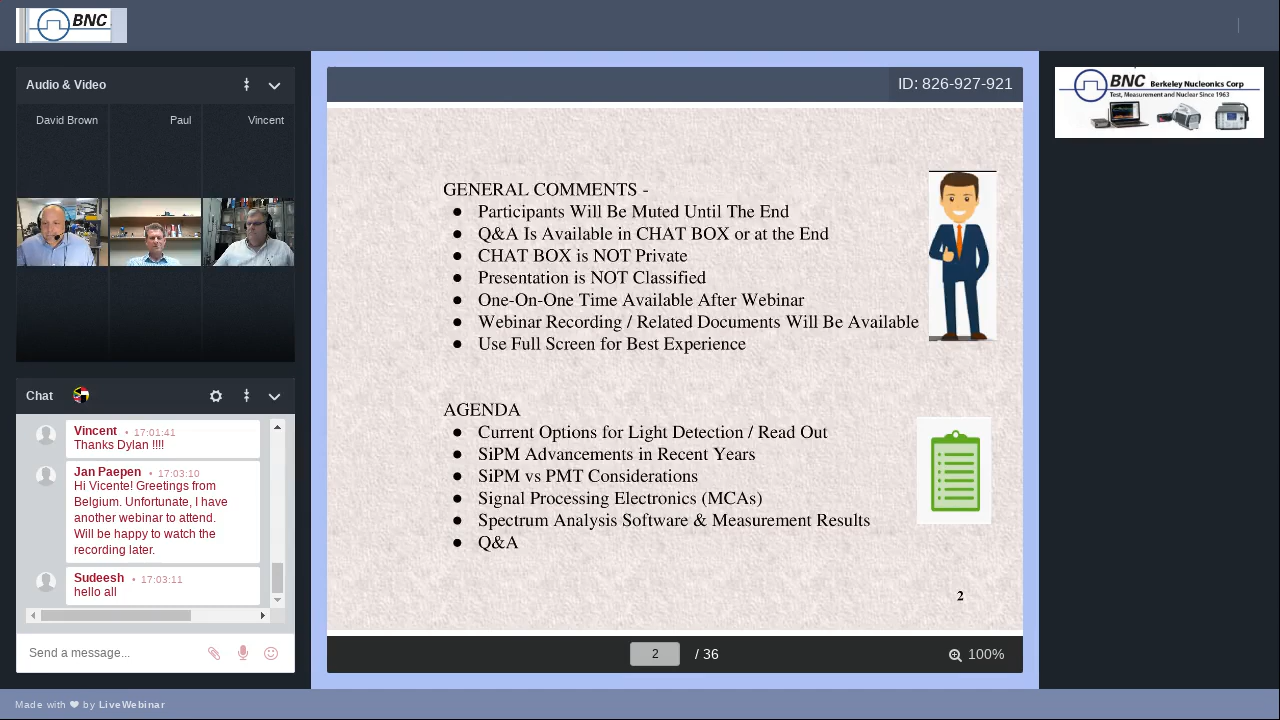 BNC
Audio & Video
David Brown
Paul
Vincent
Chat
Vincent • 17:01:41
Thanks Dylan !!!!
Jan Paepen • 17:03:10
Hi Vicente! Greetings from
Belgium. Unfortunate, I have
another webinar to attend.
Will be happy to watch the
recording later.
Sudeesh • 17:03:11
hello all
Send a message...
ID: 826-927-921
GENERAL COMMENTS -
● Participants Will Be Muted Until The End
● Q&A Is Available in CHAT BOX or at the End
● CHAT BOX is NOT Private
● Presentation is NOT Classified
● One-On-One Time Available After Webinar
● Webinar Recording / Related Documents Will Be Available
● Use Full Screen for Best Experience
AGENDA
● Current Options for Light Detection / Read Out
● SiPM Advancements in Recent Years
● SiPM vs PMT Considerations
● Signal Processing Electronics (MCAs)
● Spectrum Analysis Software & Measurement Results
● Q&A
2
2 / 36
100%
BNC Berkeley Nucleonics Corp
Test, Measurement and Nuclear Since 1963
Made with ❤ by LiveWebinar